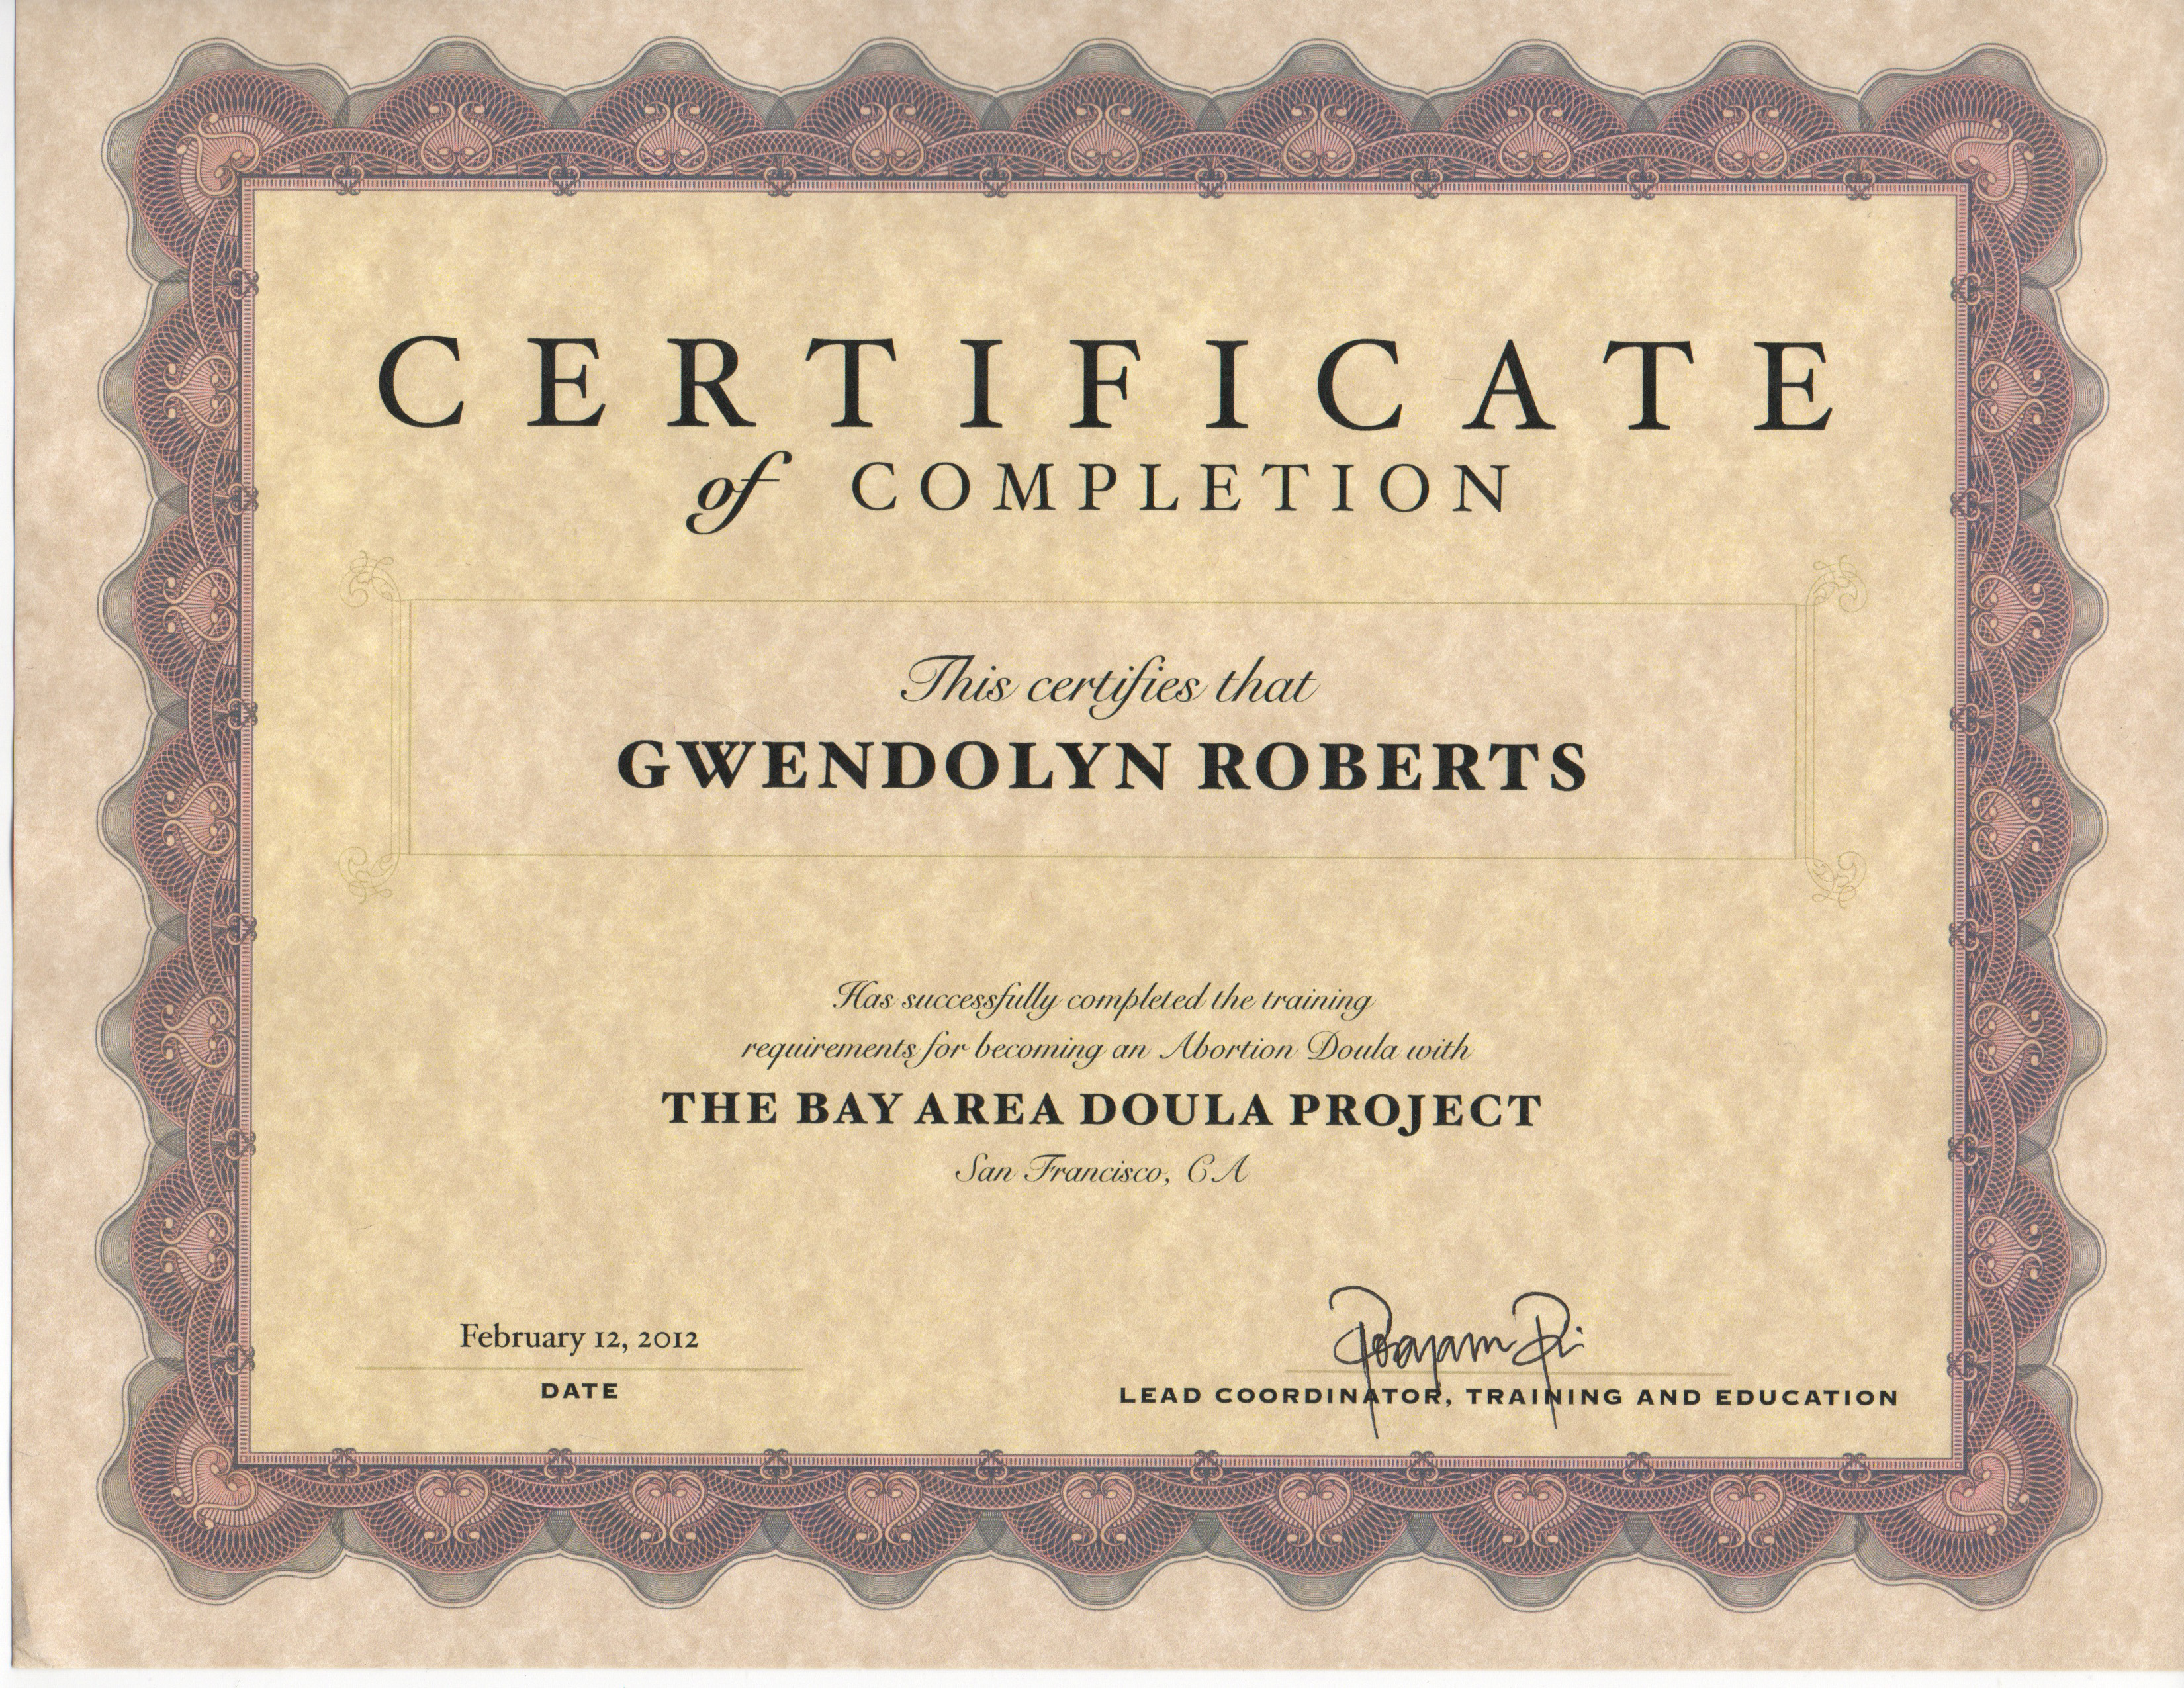 CERTIFICATE
of COMPLETION
This certifies that
GWENDOLYN ROBERTS
Has successfully completed the training
requirements for becoming an Abortion Doula with
THE BAY AREA DOULA PROJECT
San Francisco, CA
February 12, 2012
DATE
LEAD COORDINATOR, TRAINING AND EDUCATION